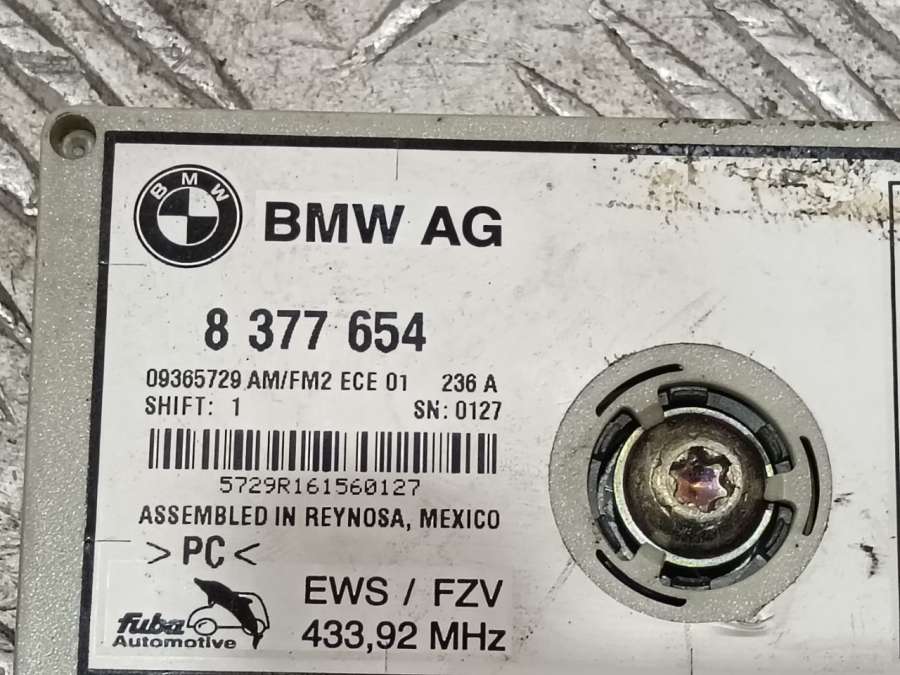 BMW
BMW AG
8 377 654
09365729 AM/FM2 ECE 01 236 A
SHIFT: 1 SN: 0127
5729R161560127
ASSEMBLED IN REYNOSA, MEXICO
>PC<
EWS / FZV
fuba
Automotive
433,92 MHz